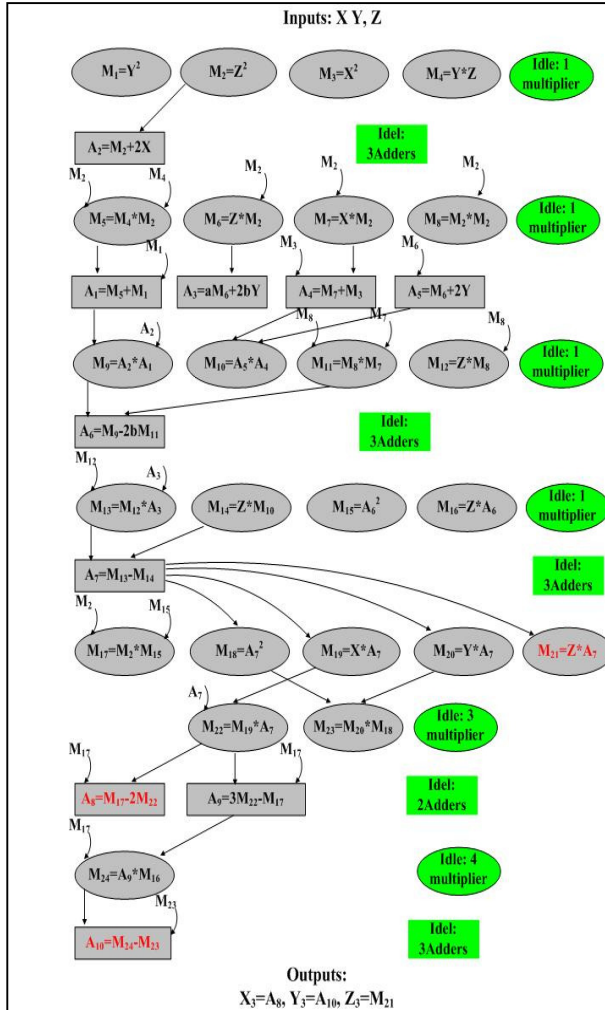 Inputs: X Y, Z
M₁=Y² M₂=Z² M₃=X² M₄=Y*Z Idle: 1
multiplier
A₂=M₂+2X Idel:
3Adders
M₂ M₄ M₂ M₂ M₂
M₅=M₄*M₂ M₆=Z*M₂ M₇=X*M₂ M₈=M₂*M₂ Idle: 1
multiplier
M₁ M₃ M₆
A₁=M₅+M₁ A₃=aM₆+2bY A₄=M₇+M₃ A₅=M₆+2Y
A₂ M₈ M₇ M₈
M₉=A₂*A₁ M₁₀=A₅*A₄ M₁₁=M₈*M₇ M₁₂=Z*M₈ Idle: 1
multiplier
A₆=M₉-2bM₁₁ Idel:
3Adders
M₁₂ A₃
M₁₃=M₁₂*A₃ M₁₄=Z*M₁₀ M₁₅=A₆² M₁₆=Z*A₆ Idle: 1
multiplier
A₇=M₁₃-M₁₄ Idel:
3Adders
M₂ M₁₅
M₁₇=M₂*M₁₅ M₁₈=A₇² M₁₉=X*A₇ M₂₀=Y*A₇ M₂₁=Z*A₇
A₇
M₂₂=M₁₉*A₇ M₂₃=M₂₀*M₁₈ Idle: 3
multiplier
M₁₇ M₁₇
A₈=M₁₇-2M₂₂ A₉=3M₂₂-M₁₇ Idel:
2Adders
M₁₇
M₂₄=A₉*M₁₆ Idle: 4
multiplier
M₂₃
A₁₀=M₂₄-M₂₃ Idel:
3Adders
Outputs:
X₃=A₈, Y₃=A₁₀, Z₃=M₂₁